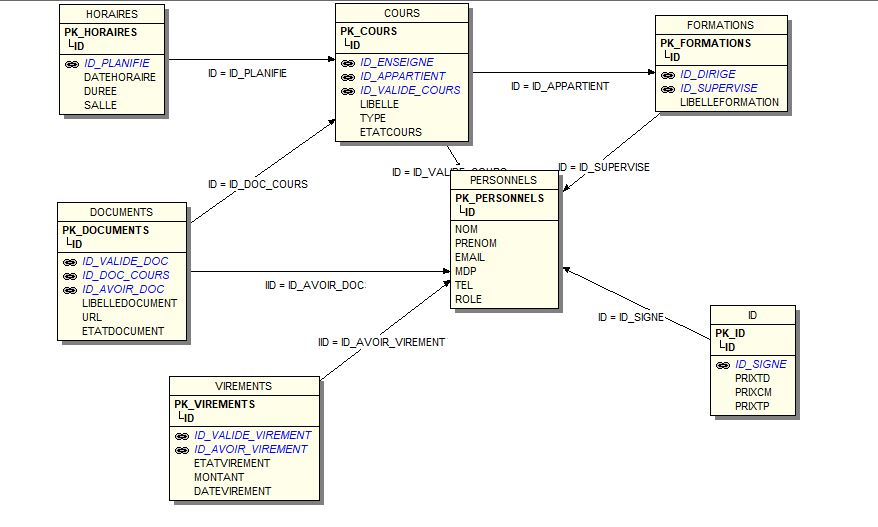 HORAIRES
PK_HORAIRES
ID
ID_PLANIFIE
DATEHORAIRE
DUREE
SALLE
ID = ID_PLANIFIE
COURS
PK_COURS
ID
ID_ENSEIGNE
ID_APPARTIENT
ID_VALIDE_COURS
LIBELLE
TYPE
ETATCOURS
ID = ID_APPARTIENT
FORMATIONS
PK_FORMATIONS
ID
ID_DIRIGE
ID_SUPERVISE
LIBELLEFORMATION
ID = ID_DOC_COURS
ID = ID_VALIDE_COURS
ID = ID_SUPERVISE
DOCUMENTS
PK_DOCUMENTS
ID
ID_VALIDE_DOC
ID_DOC_COURS
ID_AVOIR_DOC
LIBELLEDOCUMENT
URL
ETATDOCUMENT
IID = ID_AVOIR_DOC
PERSONNELS
PK_PERSONNELS
ID
NOM
PRENOM
EMAIL
MDP
TEL
ROLE
ID = ID_SIGNE
ID
PK_ID
ID
ID_SIGNE
PRIXTD
PRIXCM
PRIXTP
IID = ID_AVOIR_VIREMENT
VIREMENTS
PK_VIREMENTS
ID
ID_VALIDE_VIREMENT
ID_AVOIR_VIREMENT
ETATVIREMENT
MONTANT
DATEVIREMENT